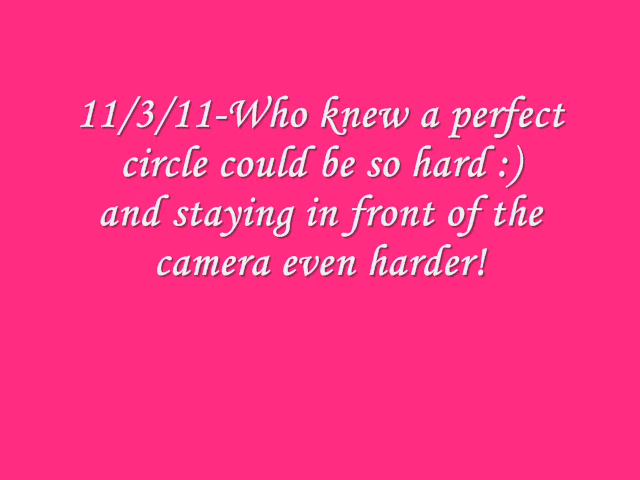 11/3/11-Who knew a perfect
circle could be so hard :)
and staying in front of the
camera even harder!